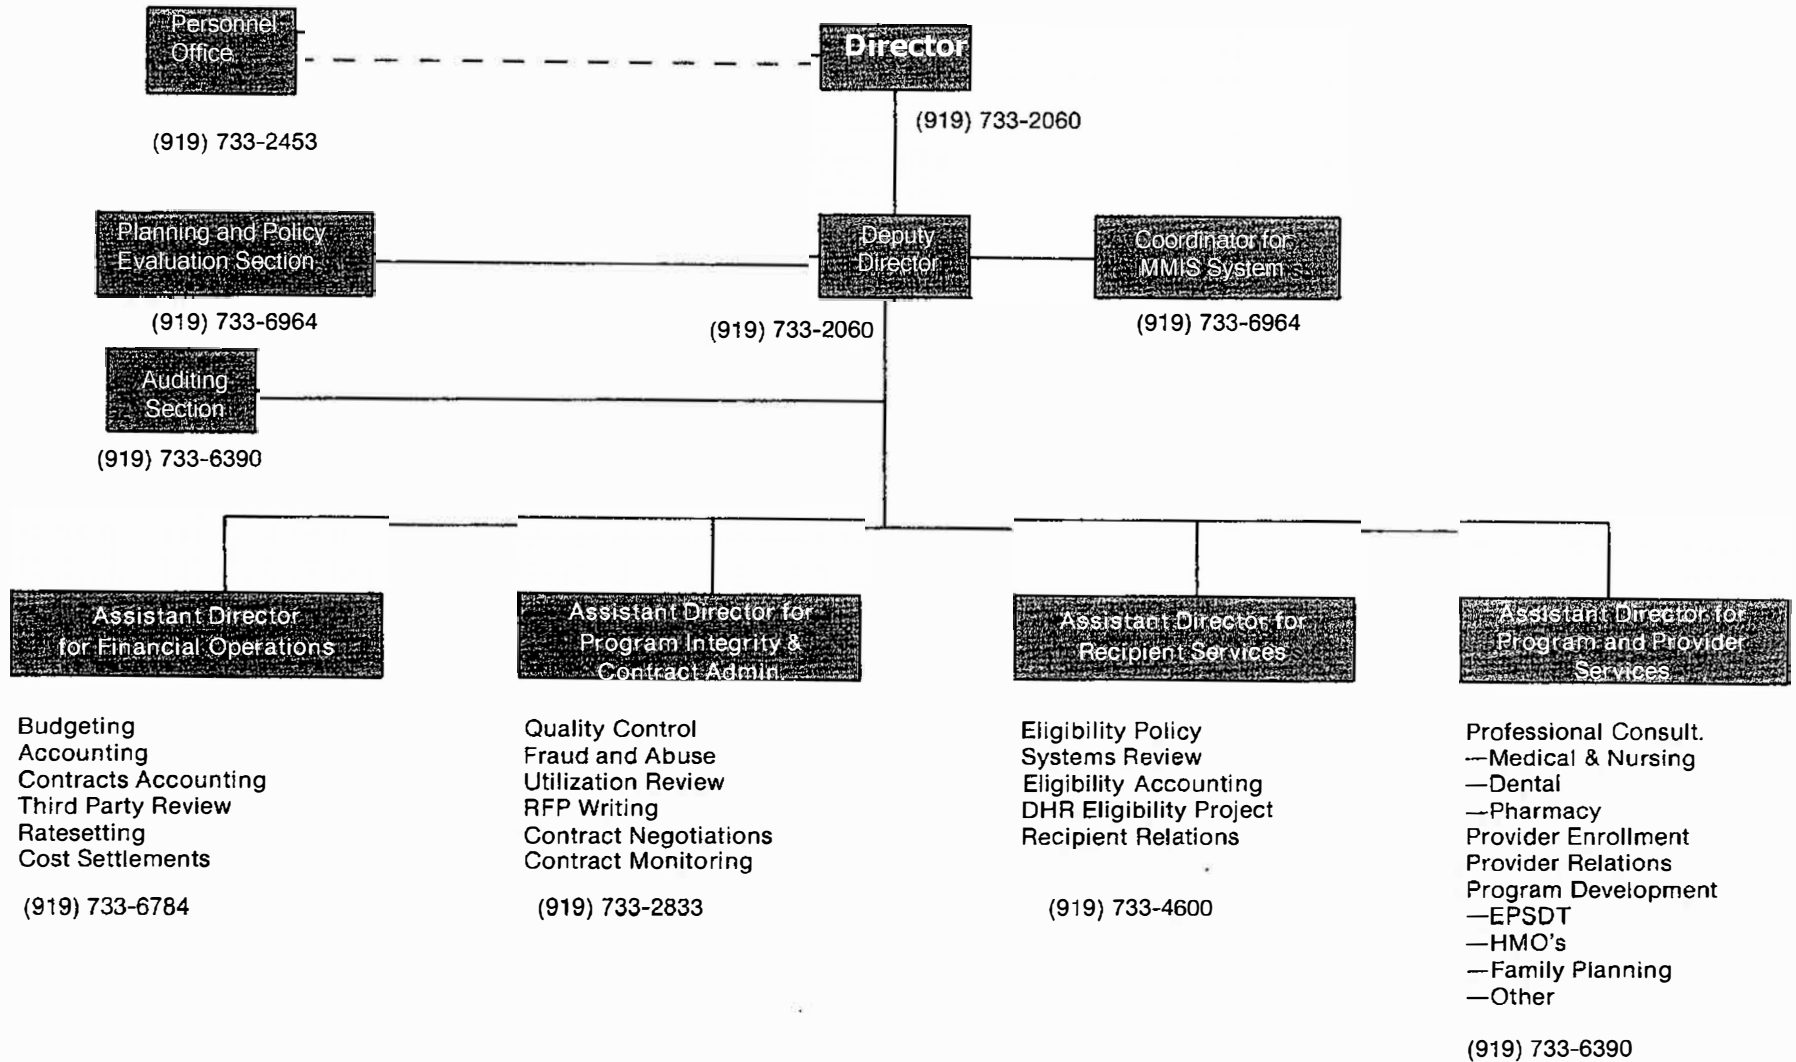 Personnel
Office
Director
(919) 733-2453
(919) 733-2060
Planning and Policy
Evaluation Section
(919) 733-6964
Deputy
Director
(919) 733-2060
Coordinator for
MMIS System
(919) 733-6964
Auditing
Section
(919) 733-6390
Assistant Director
for Financial Operations
Budgeting
Accounting
Contracts Accounting
Third Party Review
Ratesetting
Cost Settlements
(919) 733-6784
Assistant Director for
Program Integrity &
Contract Admin.
Quality Control
Fraud and Abuse
Utilization Review
RFP Writing
Contract Negotiations
Contract Monitoring
(919) 733-2833
Assistant Director for
Recipient Services
Eligibility Policy
Systems Review
Eligibility Accounting
DHR Eligibility Project
Recipient Relations
(919) 733-4600
Assistant Director for
Program and Provider
Services
Professional Consult.
—Medical & Nursing
—Dental
—Pharmacy
Provider Enrollment
Provider Relations
Program Development
—EPSDT
—HMO's
—Family Planning
—Other
(919) 733-6390